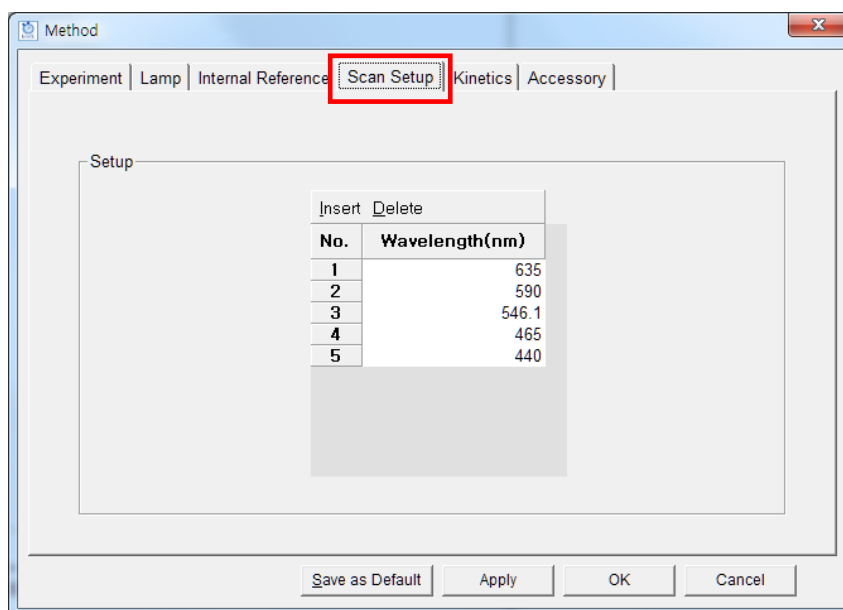 Method
Experiment Lamp Internal Reference Scan Setup Kinetics Accessory
Setup
Insert Delete
No. Wavelength(nm)
1 635
2 590
3 546.1
4 465
5 440
Save as Default Apply OK Cancel